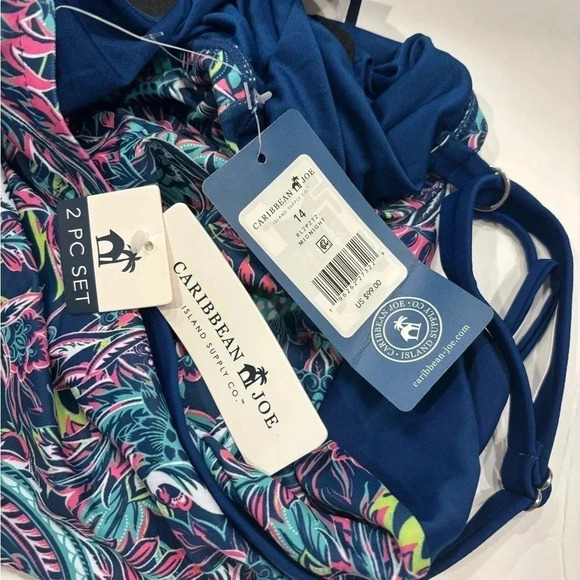 2 PC SET
CARIBBEAN JOE
ISLAND SUPPLY CO.™
CARIBBEAN JOE
ISLAND SUPPLY CO.
14
MIDNIGHT
US $99.00
CARIBBEAN JOE
ISLAND SUPPLY CO.
caribbean-joe.com